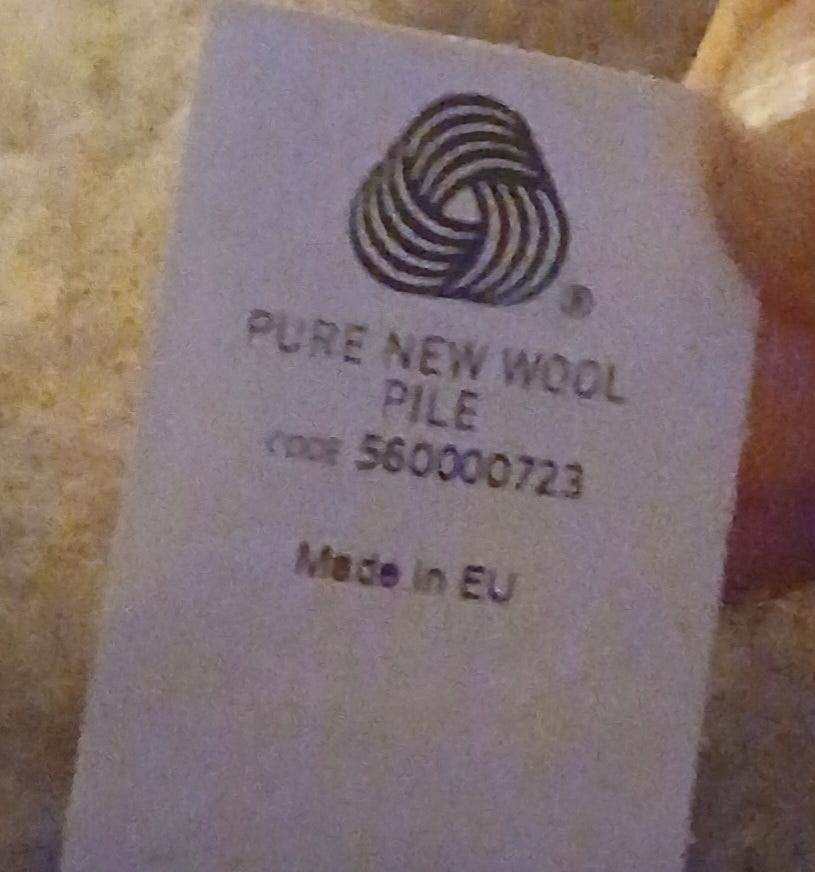 ®
PURE NEW WOOL
PILE
CODE 560000723
Made in EU